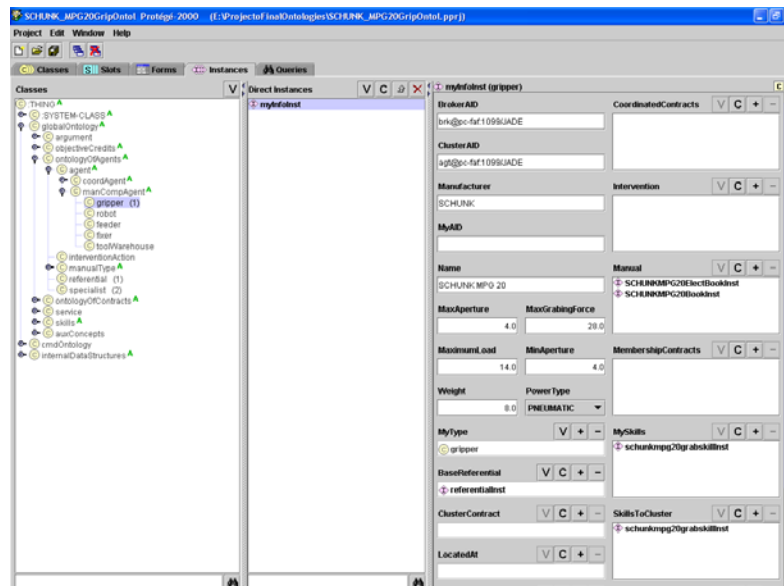 SCHUNK_MPG20GripOntol Protégé-2000 (E:\ProjectoFinalOntologies\SCHUNK_MPG20GripOntol.pprj)
Project Edit Window Help
Classes Slots Forms Instances Queries
Classes V
:THING A
:SYSTEM-CLASS A
globalOntology A
argument
objectiveCredits A
ontologyOfAgents A
agent A
coordAgent A
manCompAgent A
gripper (1)
robot
feeder
fixer
toolWarehouse
interventionAction
manualType A
referential (1)
specialist (2)
ontologyOfContracts A
service
skills A
auxConcepts
cmdOntology
internalDataStructures A
Direct Instances V C
myInfoInst
myInfoInst (gripper) C
BrokerAID
brk@pc-faf:1099/JADE
ClusterAID
agt@pc-faf:1099/JADE
Manufacturer
SCHUNK
MyAID
Name
SCHUNK MPG 20
MaxAperture MaxGrabingForce
4.0 20.0
MaximumLoad MinAperture
14.0 4.0
Weight PowerType
8.0 PNEUMATIC
MyType V + −
gripper
BaseReferential V C + −
referentialInst
ClusterContract V C + −
LocatedAt V C + −
CoordinatedContracts V C + −
Intervention V C + −
Manual V C + −
SCHUNKMPG20ElectBookInst
SCHUNKMPG20BookInst
MembershipContracts V C + −
MySkills V C + −
schunkmpg20grabskillInst
SkillsToCluster V C + −
schunkmpg20grabskillInst